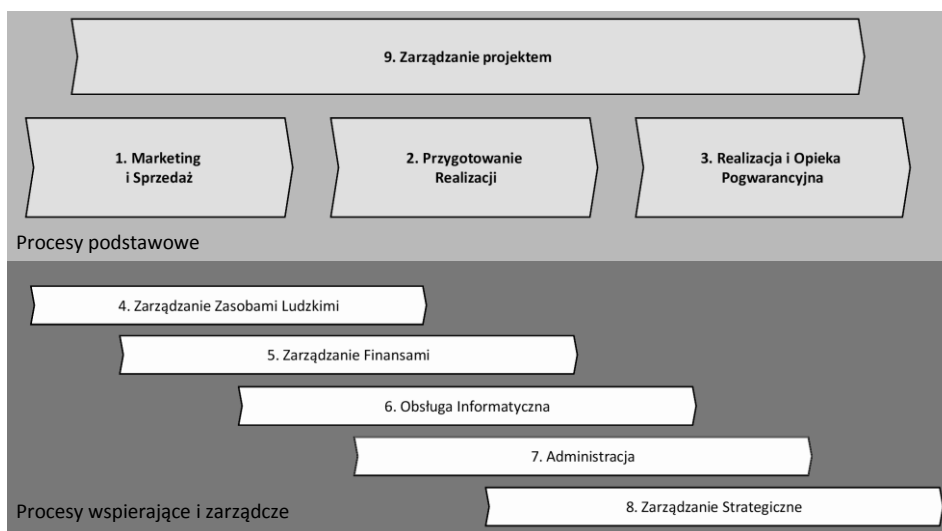 9. Zarządzanie projektem
1. Marketing
i Sprzedaż
2. Przygotowanie
Realizacji
3. Realizacja i Opieka
Pogwarancyjna
Procesy podstawowe
4. Zarządzanie Zasobami Ludzkimi
5. Zarządzanie Finansami
6. Obsługa Informatyczna
7. Administracja
8. Zarządzanie Strategiczne
Procesy wspierające i zarządcze